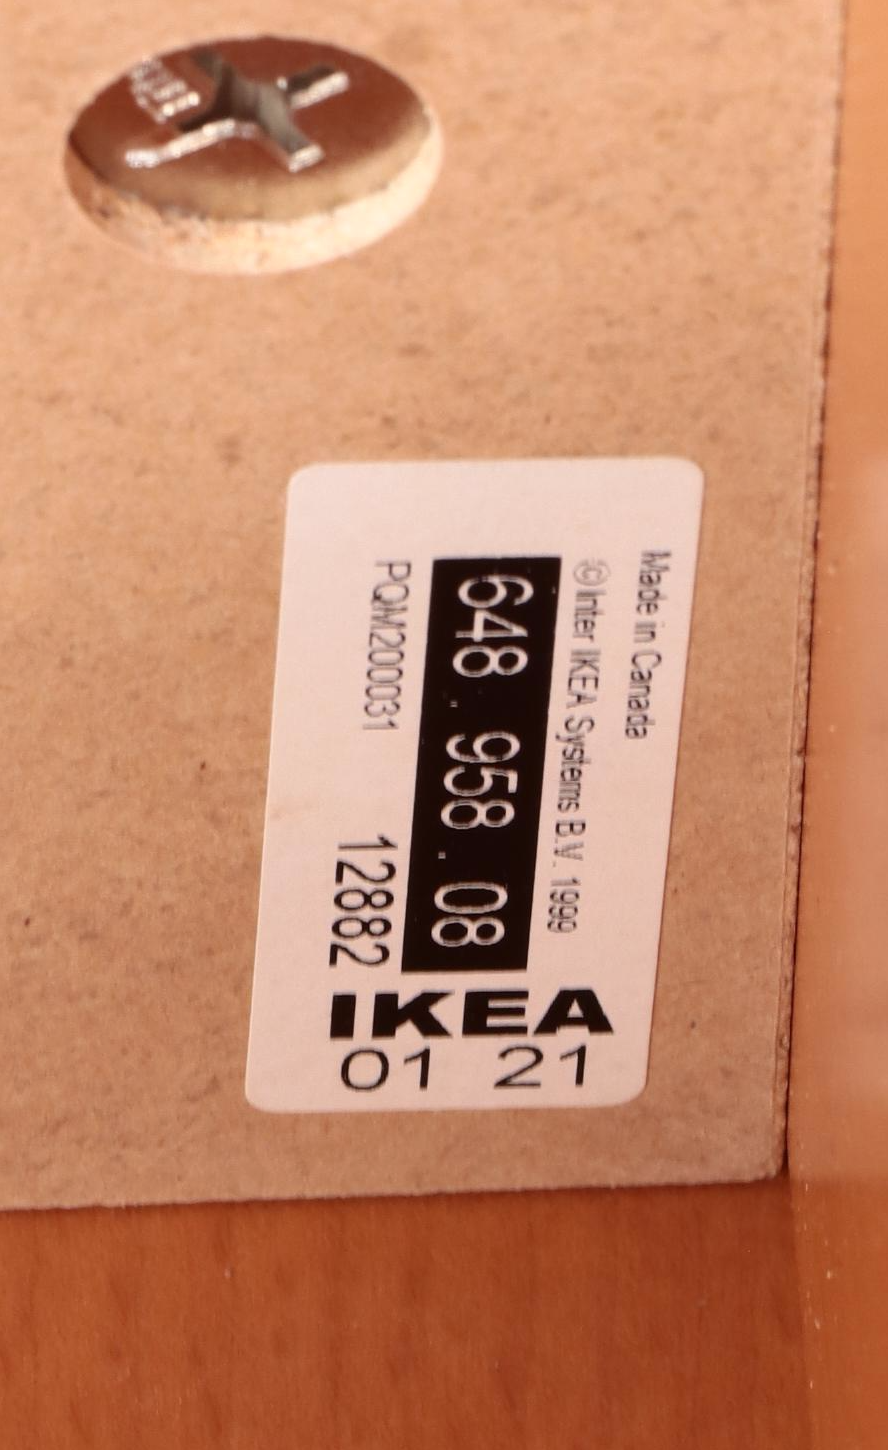 Made in Canada
©Inter IKEA Systems B.V. 1999
648.958.08
PQM200031 12882
IKEA
01 21